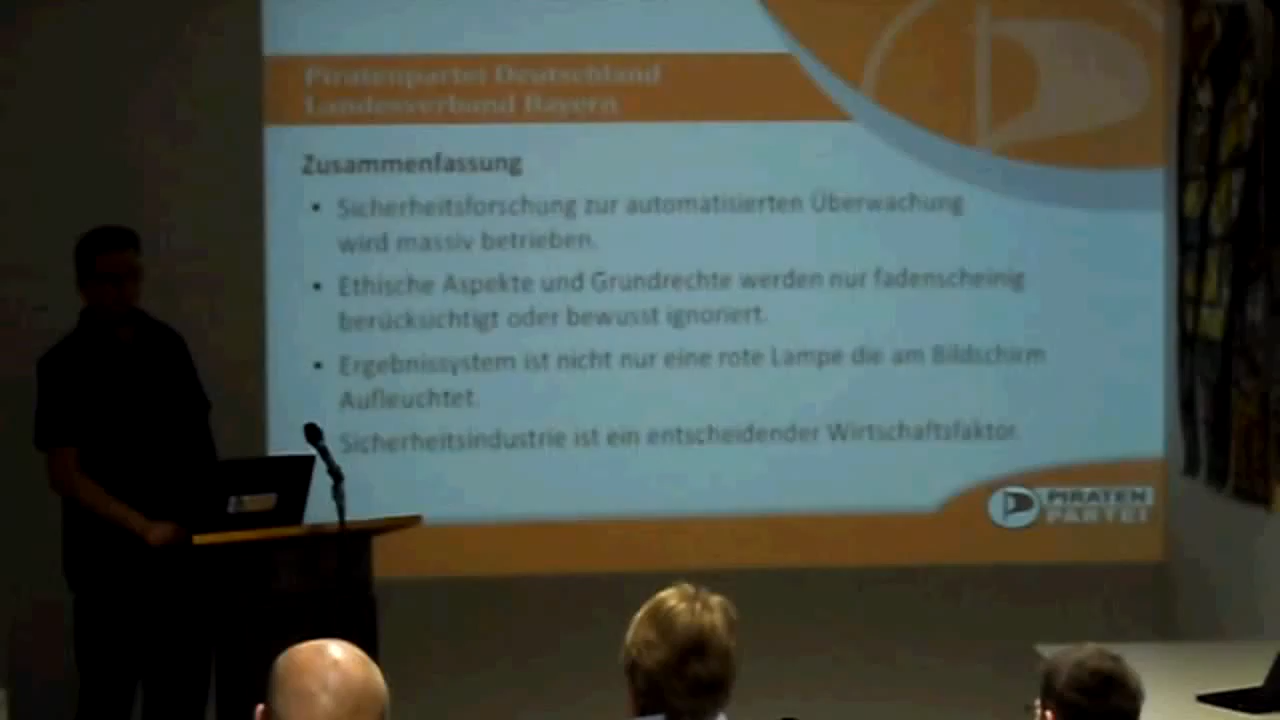 Piratenpartei Deutschland
Landesverband Bayern
Zusammenfassung
• Sicherheitsforschung zur automatisierten Überwachung
wird massiv betrieben.
• Ethische Aspekte und Grundrechte werden nur fadenscheinig
berücksichtigt oder bewusst ignoriert.
• Ergebnissystem ist nicht nur eine rote Lampe die am Bildschirm
Aufleuchtet.
Sicherheitsindustrie ist ein entscheidender Wirtschaftsfaktor.
PIRATEN
PARTEI